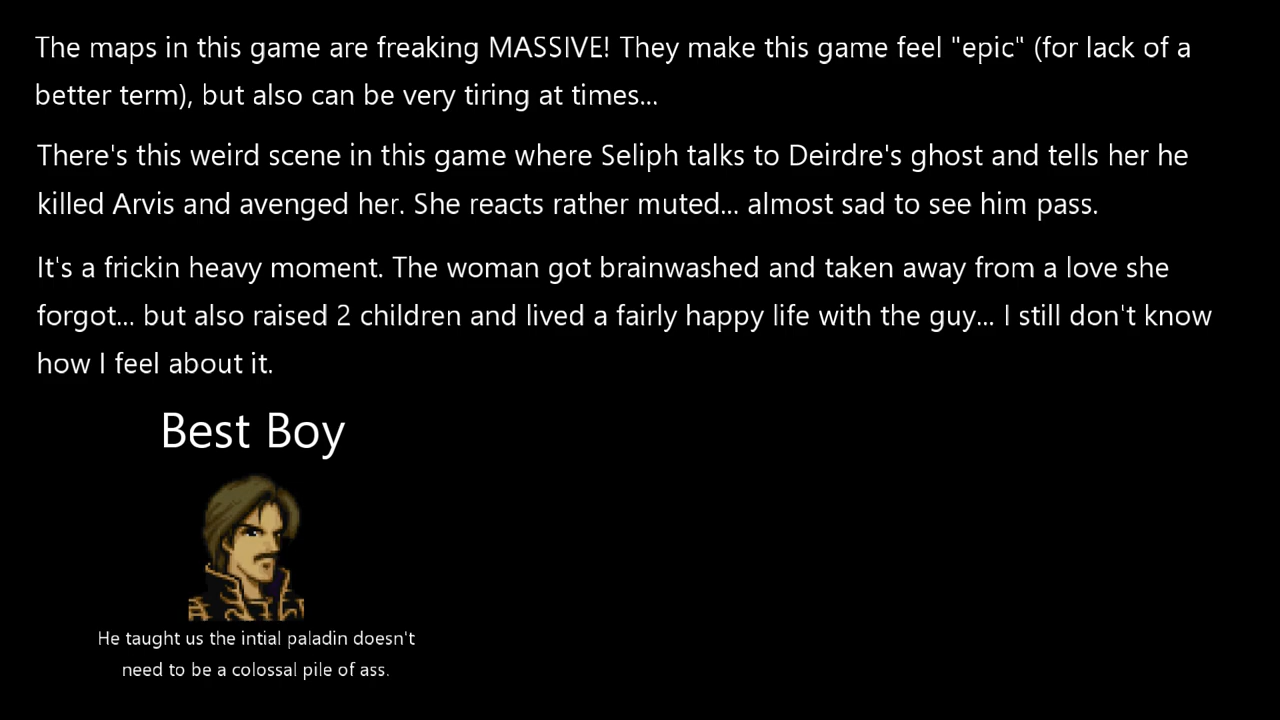 The maps in this game are freaking MASSIVE! They make this game feel "epic" (for lack of a
better term), but also can be very tiring at times...
There's this weird scene in this game where Seliph talks to Deirdre's ghost and tells her he
killed Arvis and avenged her. She reacts rather muted... almost sad to see him pass.
It's a frickin heavy moment. The woman got brainwashed and taken away from a love she
forgot... but also raised 2 children and lived a fairly happy life with the guy... I still don't know
how I feel about it.
Best Boy
He taught us the intial paladin doesn't
need to be a colossal pile of ass.